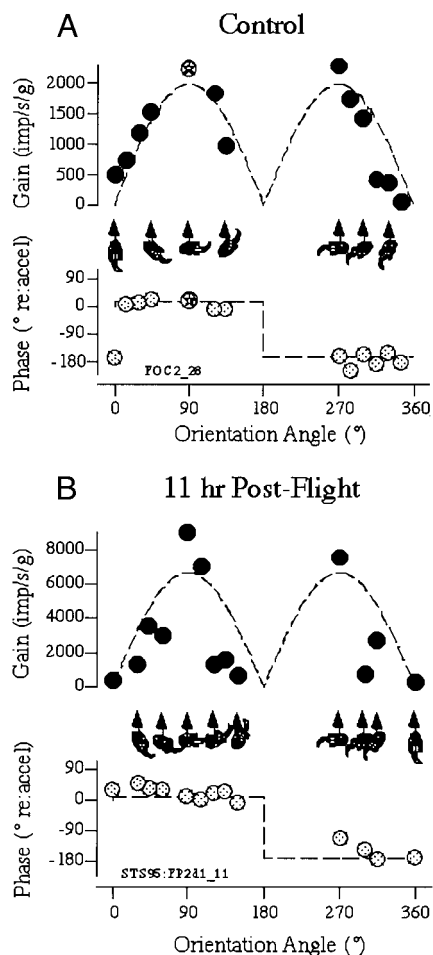 A Control
Gain (imp/s/g)
2000
1500
1000
500
0
Phase (° re:accel)
90
0
-90
-180
FOC2_28
0 90 180 270 360
Orientation Angle (°)
B 11 hr Post-Flight
Gain (imp/s/g)
8000
6000
4000
2000
0
Phase (° re:accel)
90
0
-90
-180
0 90 180 270 360
Orientation Angle (°)